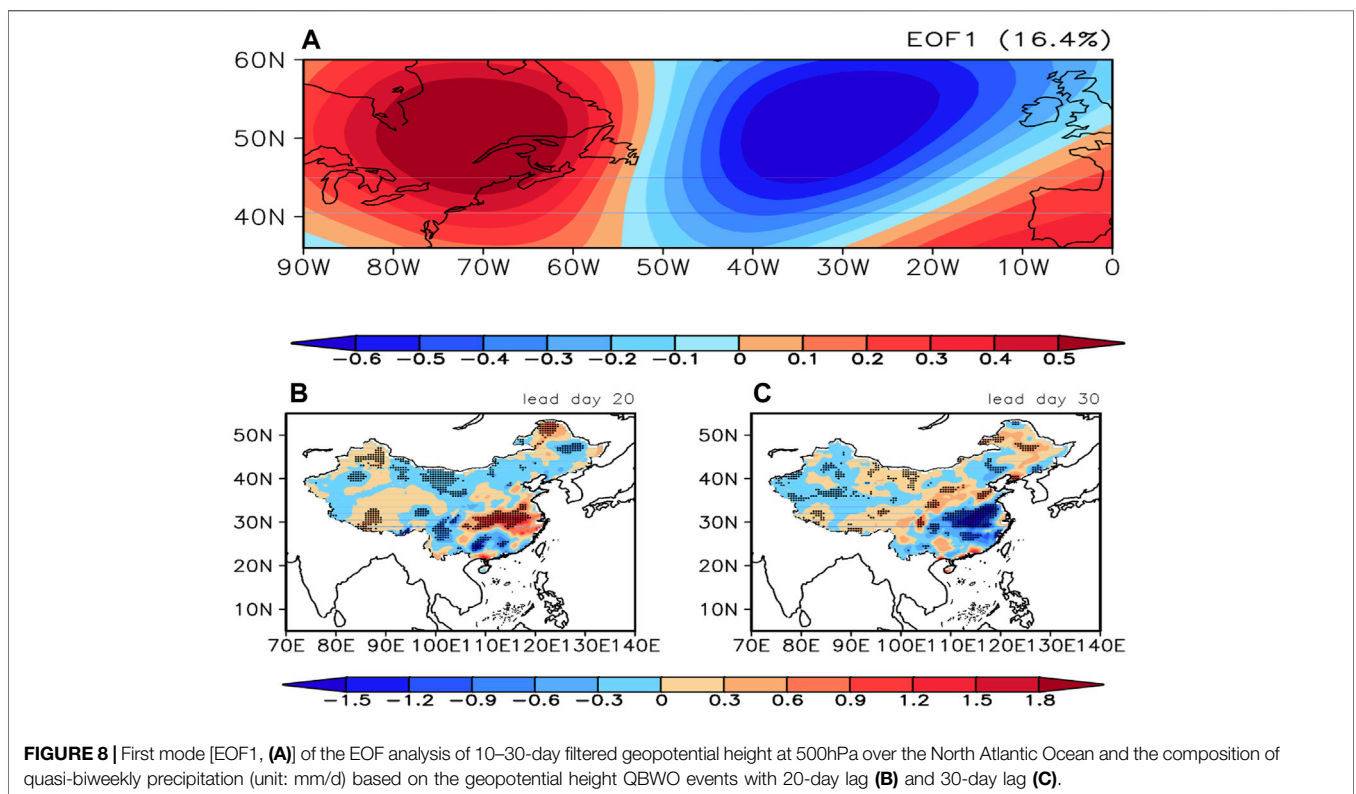 A
EOF1 (16.4%)
60N
50N
40N
90W 80W 70W 60W 50W 40W 30W 20W 10W 0
−0.6 −0.5 −0.4 −0.3 −0.2 −0.1 0 0.1 0.2 0.3 0.4 0.5
B lead day 20
C lead day 30
50N
40N
30N
20N
10N
70E 80E 90E 100E110E120E130E140E
50N
40N
30N
20N
10N
70E 80E 90E 100E110E120E130E140E
−1.5 −1.2 −0.9 −0.6 −0.3 0 0.3 0.6 0.9 1.2 1.5 1.8
FIGURE 8 | First mode [EOF1, (A)] of the EOF analysis of 10–30-day filtered geopotential height at 500hPa over the North Atlantic Ocean and the composition of
quasi-biweekly precipitation (unit: mm/d) based on the geopotential height QBWO events with 20-day lag (B) and 30-day lag (C).